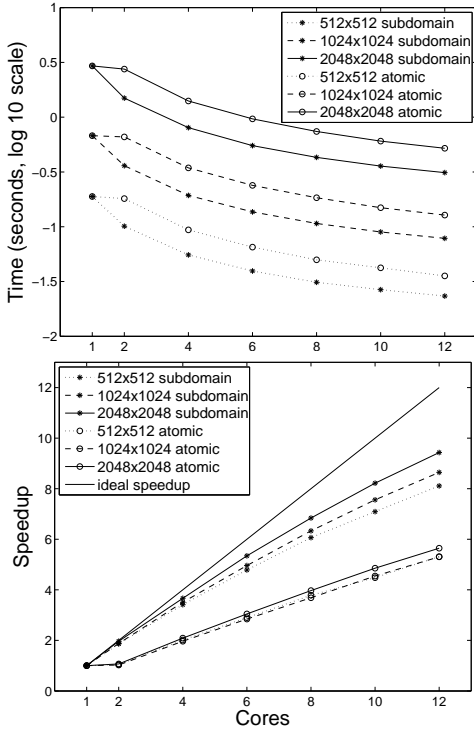 1
0.5
0
−0.5
−1
−1.5
−2
Time (seconds, log 10 scale)
512x512 subdomain
1024x1024 subdomain
2048x2048 subdomain
512x512 atomic
1024x1024 atomic
2048x2048 atomic
1 2 4 6 8 10 12
12
10
8
6
4
2
0
Speedup
512x512 subdomain
1024x1024 subdomain
2048x2048 subdomain
512x512 atomic
1024x1024 atomic
2048x2048 atomic
ideal speedup
1 2 4 6 8 10 12
Cores